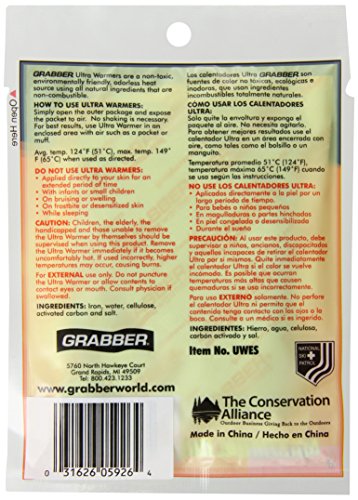 Open Here
GRABBER Ultra Warmers are a non-toxic,
environmentally friendly, odorless heat
source using all natural ingredients that are
non-combustible.
HOW TO USE ULTRA WARMERS:
Simply open the outer package and expose
the packet to air. No shaking is necessary.
For best results, use Ultra Warmer in an
enclosed area with air such as a pocket or
muff.
Avg. temp. 124°F (51°C), max. temp. 149°
F (65°C) when used as directed.
DO NOT USE ULTRA WARMERS:
• Applied directly to your skin for an
extended period of time
• With infants or small children
• On bruising or swelling
• On frostbite or desensitized skin
• While sleeping
CAUTION: Children, the elderly, the
handicapped and those unable to remove
the Ultra Warmer by themselves should be
supervised when using this product. Remove
the Ultra Warmer immediately if it becomes
uncomfortably hot. If used incorrectly, higher
temperatures may occur, causing burns.
For EXTERNAL use only. Do not puncture
the Ultra Warmer or allow contents to
contact eyes or mouth. Consult physician if
swallowed.
INGREDIENTS: Iron, water, cellulose,
activated carbon and salt.
GRABBER®
5760 North Hawkeye Court
Grand Rapids, MI 49509
Tel: 800.423.1233
www.grabberworld.com
0 31626 05926 4
Los calentadores Ultra GRABBER son
fuentes de calor no tóxicas, ecológicas e
inodoras, que usan ingredientes
incombustibles totalmente naturales.
COMO USAR LOS CALENTADORES
ULTRA:
Solo quite la envoltura y exponga el
paquete al aire. No necesita agitarlo.
Para obtener mejores resultados use el
calentador Ultra en un área cerrada con
aire, como tales como el bolsillo o un
manguito.
Temperatura promedio 51°C (124°F),
temperatura máxima 65°C (149°F) cuando
se usan según las instrucciones.
NO USE LOS CALENTADORES ULTRA:
• Aplicados directamente a la piel por un
largo período de tiempo.
• Para bebés o niños pequeños
• En magulladuras o partes hinchadas
• En piel congelada o desensibilizada
• Durante el sueño
PRECAUCIÓN: Al usar este producto, debe
supervisar a niños, ancianos, discapacitados
y aquellos incapaces de retirar el calentador
Ultra por sí mismos. Quite inmediatamente
el calentador Ultra si el calor se vuelve
incómodo. Es posible que ocurran
temperaturas más altas que causen
quemaduras si se usan incorrectamente.
Para uso EXTERNO solamente. No perfore
el calentador Ultra ni permita que el
contenido tenga contacto con los ojos o la
boca. Consulte un médico si es ingerido.
INGREDIENTES: Hierro, agua, celulosa,
carbón activado y sal.
Item No. UWES
NATIONAL
SKI
PATROL
The Conservation
Alliance
Outdoor Business Giving Back to the Outdoors
Made in China / Hecho en China